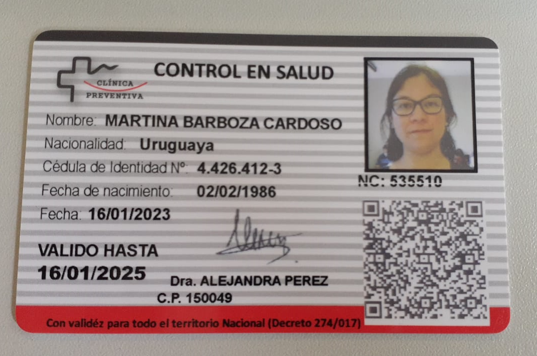 CLÍNICA
PREVENTIVA
CONTROL EN SALUD
Nombre: MARTINA BARBOZA CARDOSO
Nacionalidad: Uruguaya
Cédula de Identidad Nº 4.426.412-3
Fecha de nacimiento: 02/02/1986
Fecha: 16/01/2023
NC: 535510
VALIDO HASTA
16/01/2025
Dra. ALEJANDRA PEREZ
C.P. 150049
Con validéz para todo el territorio Nacional (Decreto 274/017)